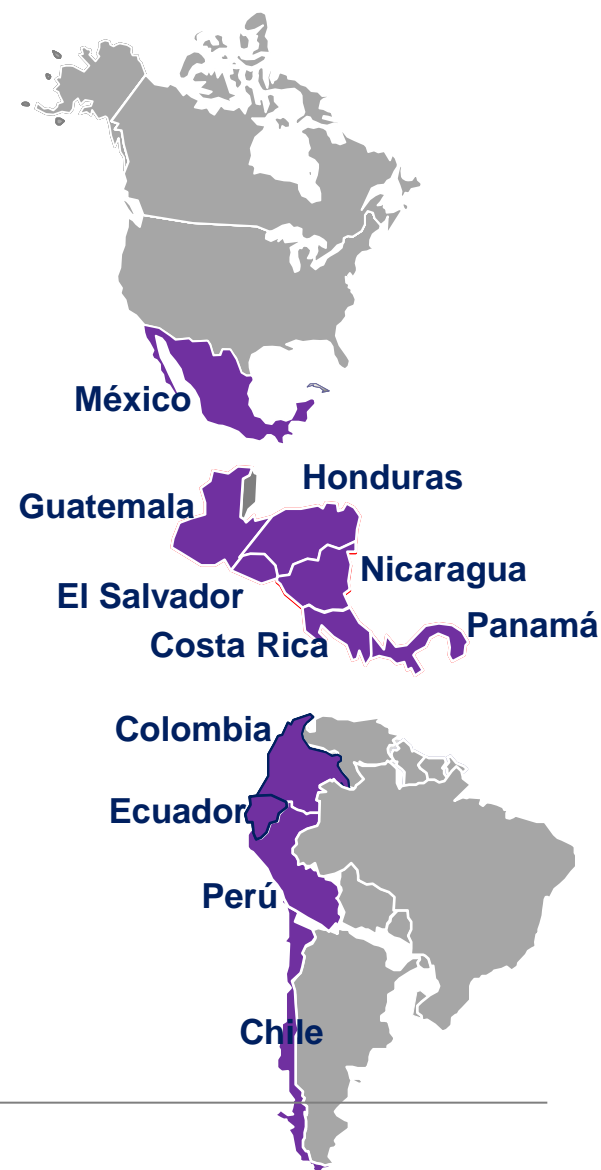 México
Honduras
Guatemala
Nicaragua
El Salvador
Panamá
Costa Rica
Colombia
Ecuador
Perú
Chile